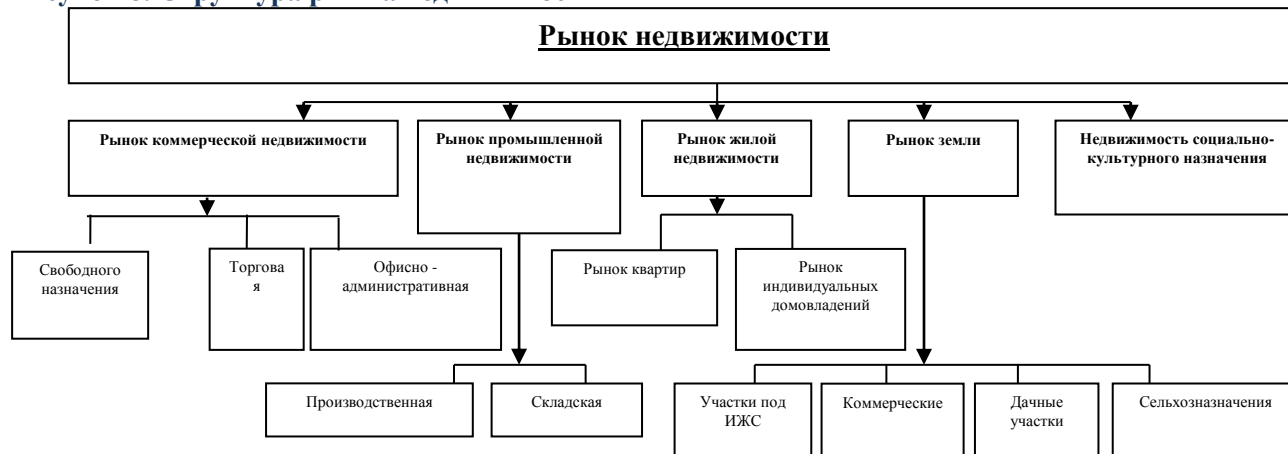 Рынок недвижимости
Рынок коммерческой недвижимости
Рынок промышленной
недвижимости
Рынок жилой
недвижимости
Рынок земли
Недвижимость социально-
культурного назначения
Свободного
назначения
Торгова
я
Офисно -
административная
Рынок квартир
Рынок
индивидуальных
домовладений
Производственная
Складская
Участки под
ИЖС
Коммерческие
Дачные
участки
Сельхозназначения